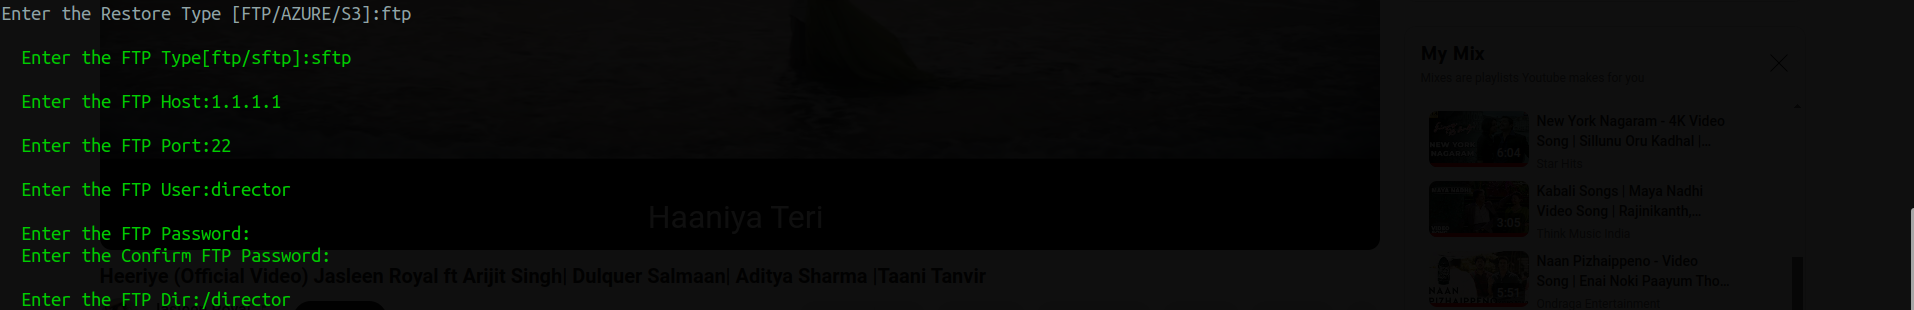 Enter the Restore Type [FTP/AZURE/S3]:ftp
Enter the FTP Type[ftp/sftp]:sftp
Enter the FTP Host:1.1.1.1
Enter the FTP Port:22
Enter the FTP User:director
Enter the FTP Password:
Enter the Confirm FTP Password:
Enter the FTP Dir:/director
Haaniya Teri
Heeriye (Official Video) Jasleen Royal ft Arijit Singh| Dulquer Salmaan| Aditya Sharma |Taani Tanvir
My Mix
Mixes are playlists Youtube makes for you
New York Nagaram - 4K Video
Song | Sillunu Oru Kadhal |...
Star Hits
NEW YORK
NAGARAM
6:04
Kabali Songs | Maya Nadhi
Video Song | Rajinikanth,...
Think Music India
3:05
Naan Pizhaippeno - Video
Song | Enai Noki Paayum Tho...
Ondraga Entertainment
NAAN
PIZHAIPPENO
5:51